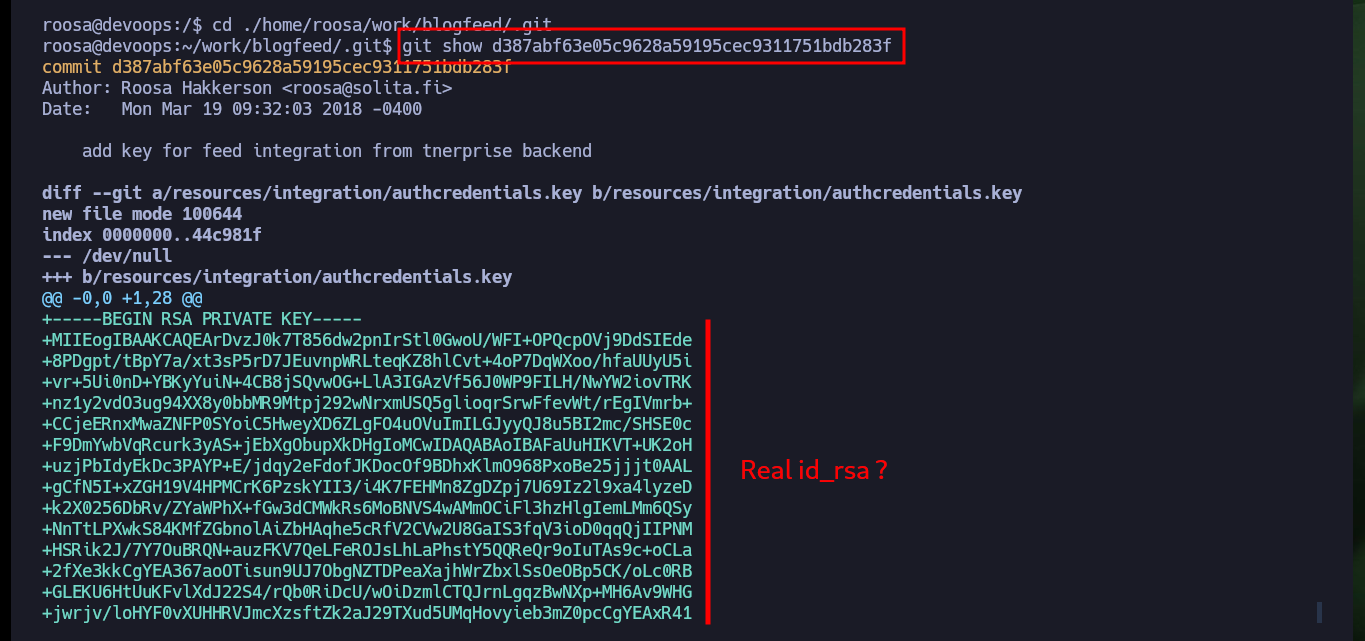 roosa@devoops:/$ cd ./home/roosa/work/blogfeed/.git
roosa@devoops:~/work/blogfeed/.git$ git show d387abf63e05c9628a59195cec9311751bdb283f
commit d387abf63e05c9628a59195cec9311751bdb283f
Author: Roosa Hakkerson <roosa@solita.fi>
Date:   Mon Mar 19 09:32:03 2018 -0400
    add key for feed integration from tnerprise backend
diff --git a/resources/integration/authcredentials.key b/resources/integration/authcredentials.key
new file mode 100644
index 0000000..44c981f
--- /dev/null
+++ b/resources/integration/authcredentials.key
@@ -0,0 +1,28 @@
+-----BEGIN RSA PRIVATE KEY-----
+MIIEogIBAAKCAQEArDvzJ0k7T856dw2pnIrStl0GwoU/WFI+OPQcpOVj9DdSIEde
+8PDgpt/tBpY7a/xt3sP5rD7JEuvnpWRLteqKZ8hlCvt+4oP7DqWXoo/hfaUUyU5i
+vr+5Ui0nD+YBKyYuiN+4CB8jSQvwOG+LlA3IGAzVf56J0WP9FILH/NwYW2iovTRK
+nz1y2vdO3ug94XX8y0bbMR9Mtpj292wNrxmUSQ5glioqrSrwFfevWt/rEgIVmrb+
+CCjeERnxMwaZNFP0SYoiC5HweyXD6ZLgFO4uOVuImILGJyyQJ8u5BI2mc/SHSE0c
+F9DmYwbVqRcurk3yAS+jEbXgObupXkDHgIoMCwIDAQABAoIBAFaUuHIKVT+UK2oH
+uzjPbIdyEkDc3PAYP+E/jdqy2eFdofJKDocOf9BDhxKlmO968PxoBe25jjjt0AAL
+gCfN5I+xZGH19V4HPMCrK6PzskYII3/i4K7FEHMn8ZgDZpj7U69Iz2l9xa4lyzeD
+k2X0256DbRv/ZYaWPhX+fGw3dCMWkRs6MoBNVS4wAMmOCiFl3hzHlgIemLMm6QSy
+NnTtLPXwkS84KMfZGbnolAiZbHAqhe5cRfV2CVw2U8GaIS3fqV3ioD0qqQjIIPNM
+HSRik2J/7Y7OuBRQN+auzFKV7QeLFeROJsLhLaPhstY5QQReQr9oIuTAs9c+oCLa
+2fXe3kkCgYEA367aoOTisun9UJ7ObgNZTDPeaXajhWrZbxlSsOeOBp5CK/oLc0RB
+GLEKU6HtUuKFvlXdJ22S4/rQb0RiDcU/wOiDzmlCTQJrnLgqzBwNXp+MH6Av9WHG
+jwrjv/loHYF0vXUHHRVJmcXzsftZk2aJ29TXud5UMqHovyieb3mZ0pcCgYEAxR41
Real id_rsa ?